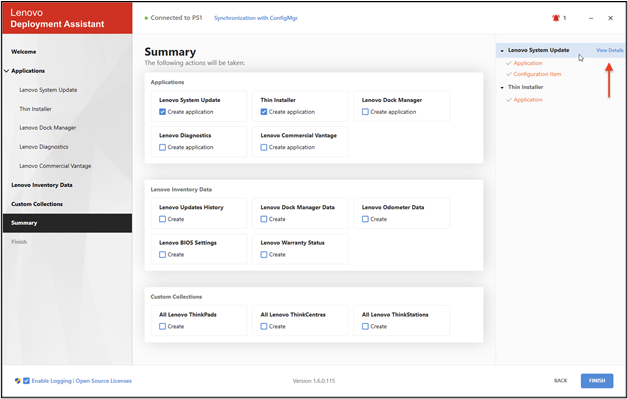 Lenovo
Deployment Assistant
Connected to PS1 Synchronization with ConfigMgr
1
Welcome
Applications
Lenovo System Update
Thin Installer
Lenovo Dock Manager
Lenovo Diagnostics
Lenovo Commercial Vantage
Lenovo Inventory Data
Custom Collections
Summary
Finish
Summary
The following actions will be taken:
Applications
Lenovo System Update Thin Installer Lenovo Dock Manager
Create application Create application Create application
Lenovo Diagnostics Lenovo Commercial Vantage
Create application Create application
Lenovo Inventory Data
Lenovo Updates History Lenovo Dock Manager Data Lenovo Odometer Data
Create Create Create
Lenovo BIOS Settings Lenovo Warranty Status
Create Create
Custom Collections
All Lenovo ThinkPads All Lenovo ThinkCentres All Lenovo ThinkStations
Create Create Create
Lenovo System Update View Details
Application
Configuration Item
Thin Installer
Application
Enable Logging | Open Source Licenses Version 1.6.0.115 BACK FINISH